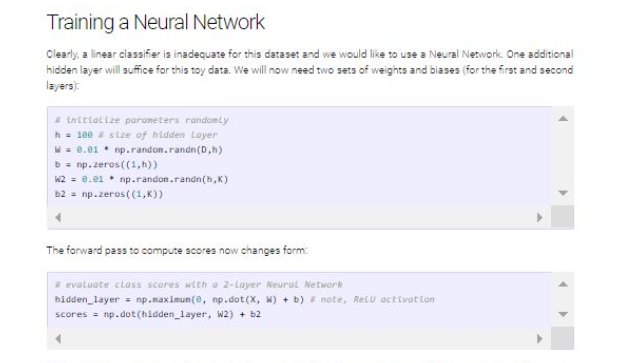 Training a Neural Network
Clearly, a linear classifier is inadequate for this dataset and we would like to use a Neural Network. One additional
hidden layer will suffice for this toy data. We will now need two sets of weights and biases (for the first and second
layers):
# initialize parameters randomly
h = 100 # size of hidden layer
W = 0.01 * np.random.randn(D,h)
b = np.zeros((1,h))
W2 = 0.01 * np.random.randn(h,K)
b2 = np.zeros((1,K))
The forward pass to compute scores now changes form:
# evaluate class scores with a 2-layer Neural Network
hidden_layer = np.maximum(0, np.dot(X, W) + b) # note, ReLU activation
scores = np.dot(hidden_layer, W2) + b2